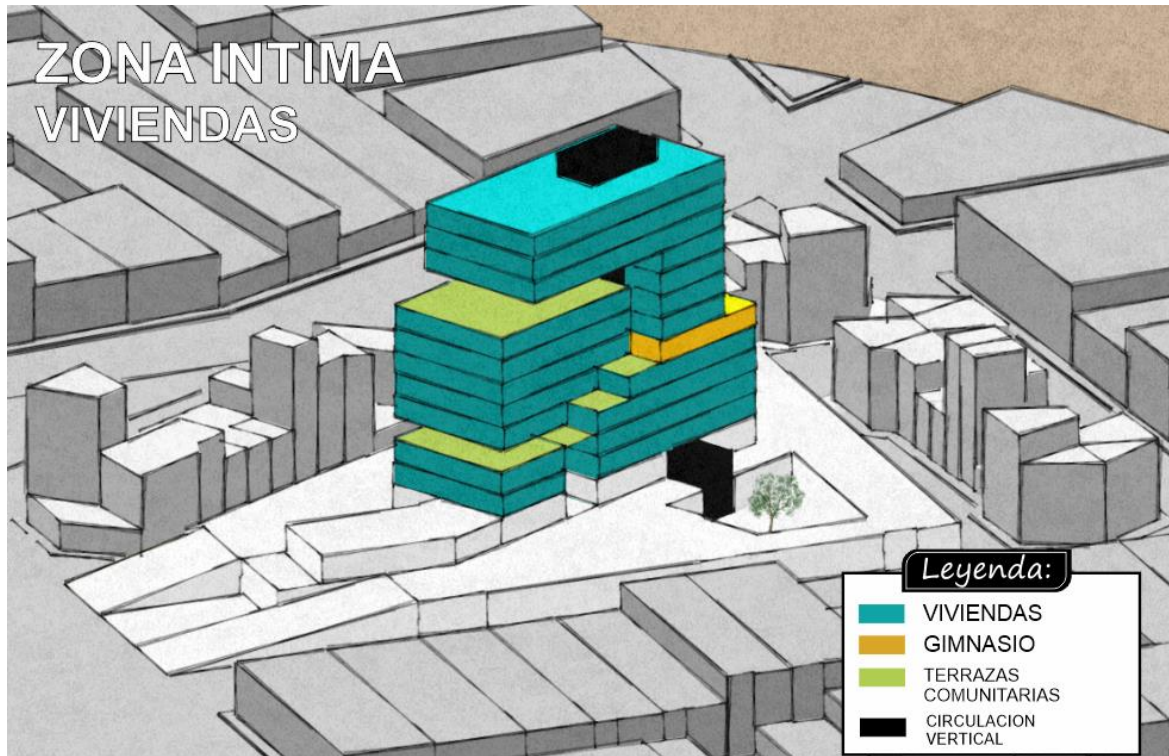 ZONA INTIMA
VIVIENDAS
Leyenda:
VIVIENDAS
GIMNASIO
TERRAZAS
COMUNITARIAS
CIRCULACION
VERTICAL